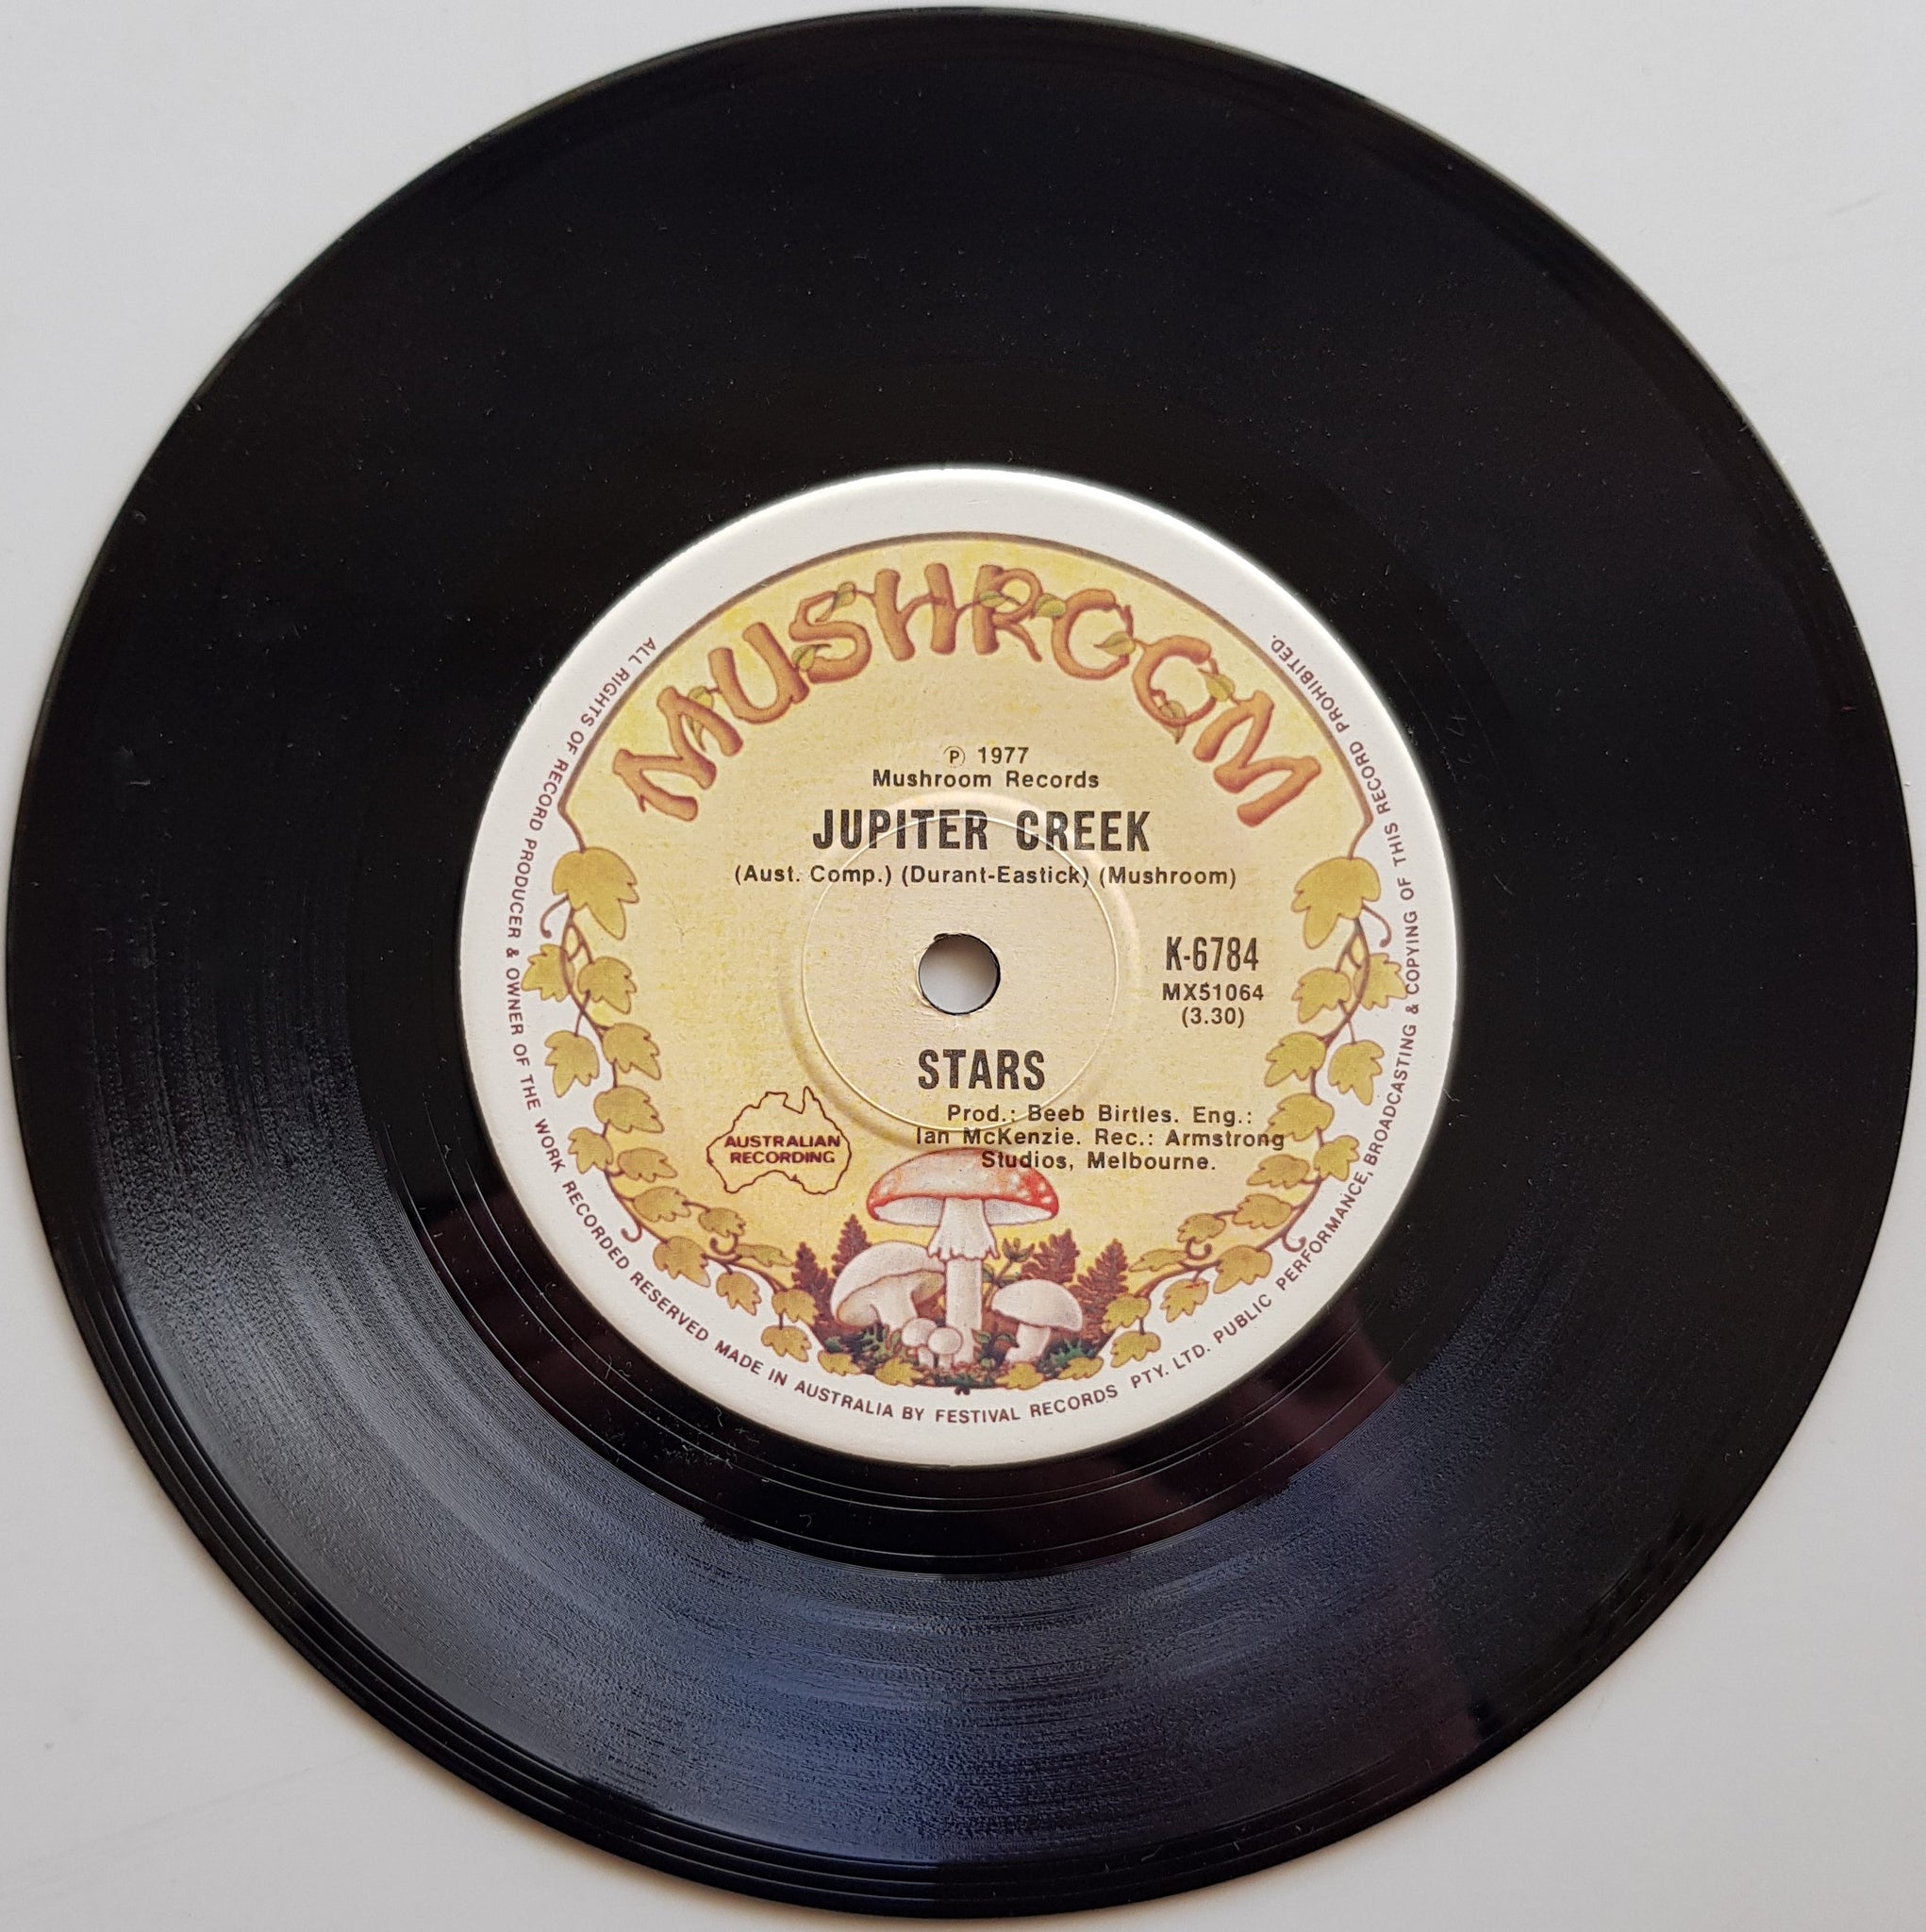 MUSHROOM
Ⓟ 1977
Mushroom Records
JUPITER CREEK
(Aust. Comp.) (Durant-Eastick) (Mushroom)
K-6784
MX51064
(3.30)
STARS
Prod.: Beeb Birtles. Eng.:
Ian McKenzie. Rec.: Armstrong
Studios, Melbourne.
AUSTRALIAN
RECORDING
ALL RIGHTS OF RECORD PRODUCER & OWNER OF THE WORK RECORDED RESERVED MADE IN AUSTRALIA BY FESTIVAL RECORDS PTY. LTD. PUBLIC PERFORMANCE, BROADCASTING & COPYING OF THIS RECORD PROHIBITED.